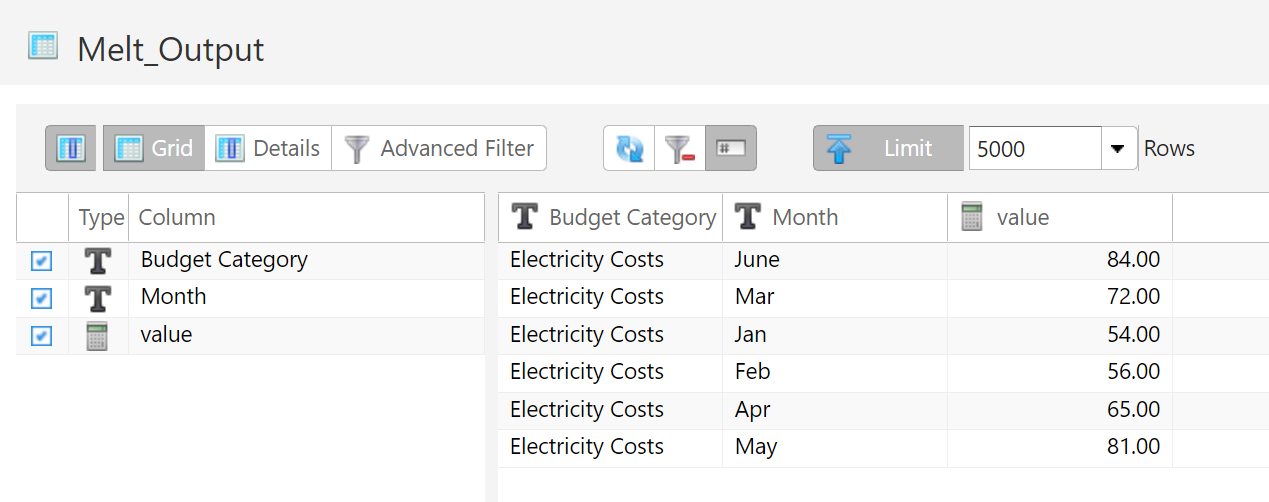 Melt_Output
Grid Details Advanced Filter # Limit 5000 Rows
Type Column
Budget Category
Month
value
Budget Category Month value
Electricity Costs June 84.00
Electricity Costs Mar 72.00
Electricity Costs Jan 54.00
Electricity Costs Feb 56.00
Electricity Costs Apr 65.00
Electricity Costs May 81.00